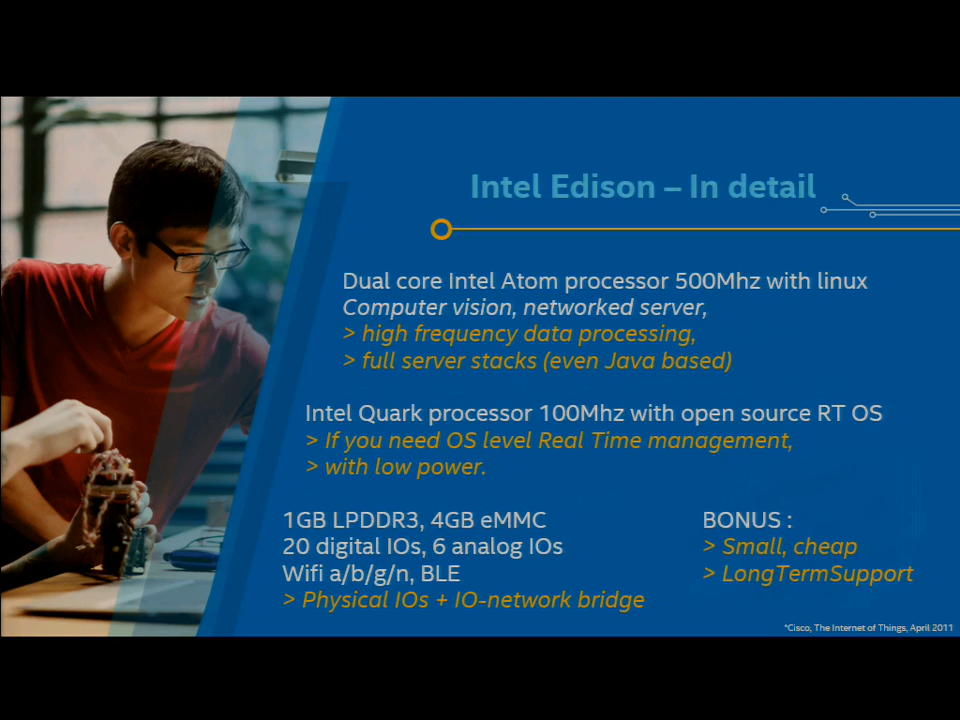 Intel Edison – In detail
Dual core Intel Atom processor 500Mhz with linux
Computer vision, networked server,
> high frequency data processing,
> full server stacks (even Java based)
Intel Quark processor 100Mhz with open source RT OS
> If you need OS level Real Time management,
> with low power.
1GB LPDDR3, 4GB eMMC
20 digital IOs, 6 analog IOs
Wifi a/b/g/n, BLE
> Physical IOs + IO-network bridge
BONUS :
> Small, cheap
> LongTermSupport
*Cisco, The Internet of Things, April 2011